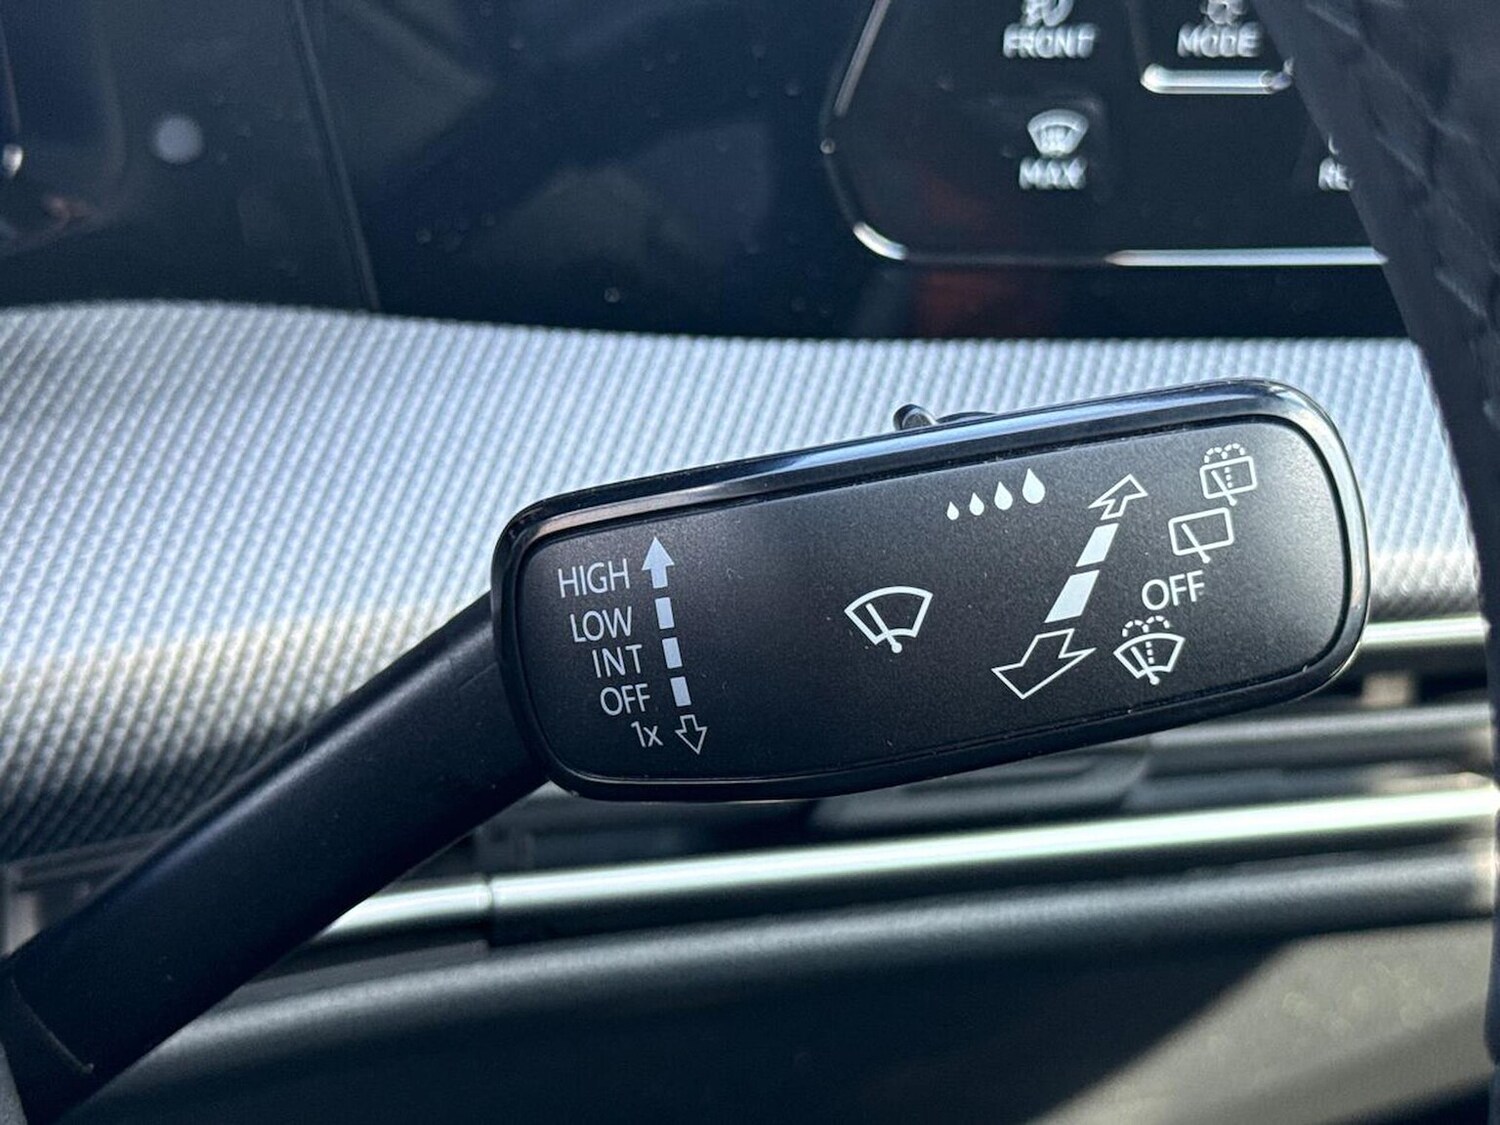 FRONT MODE
MAX
HIGH
LOW
INT
OFF
1x
OFF